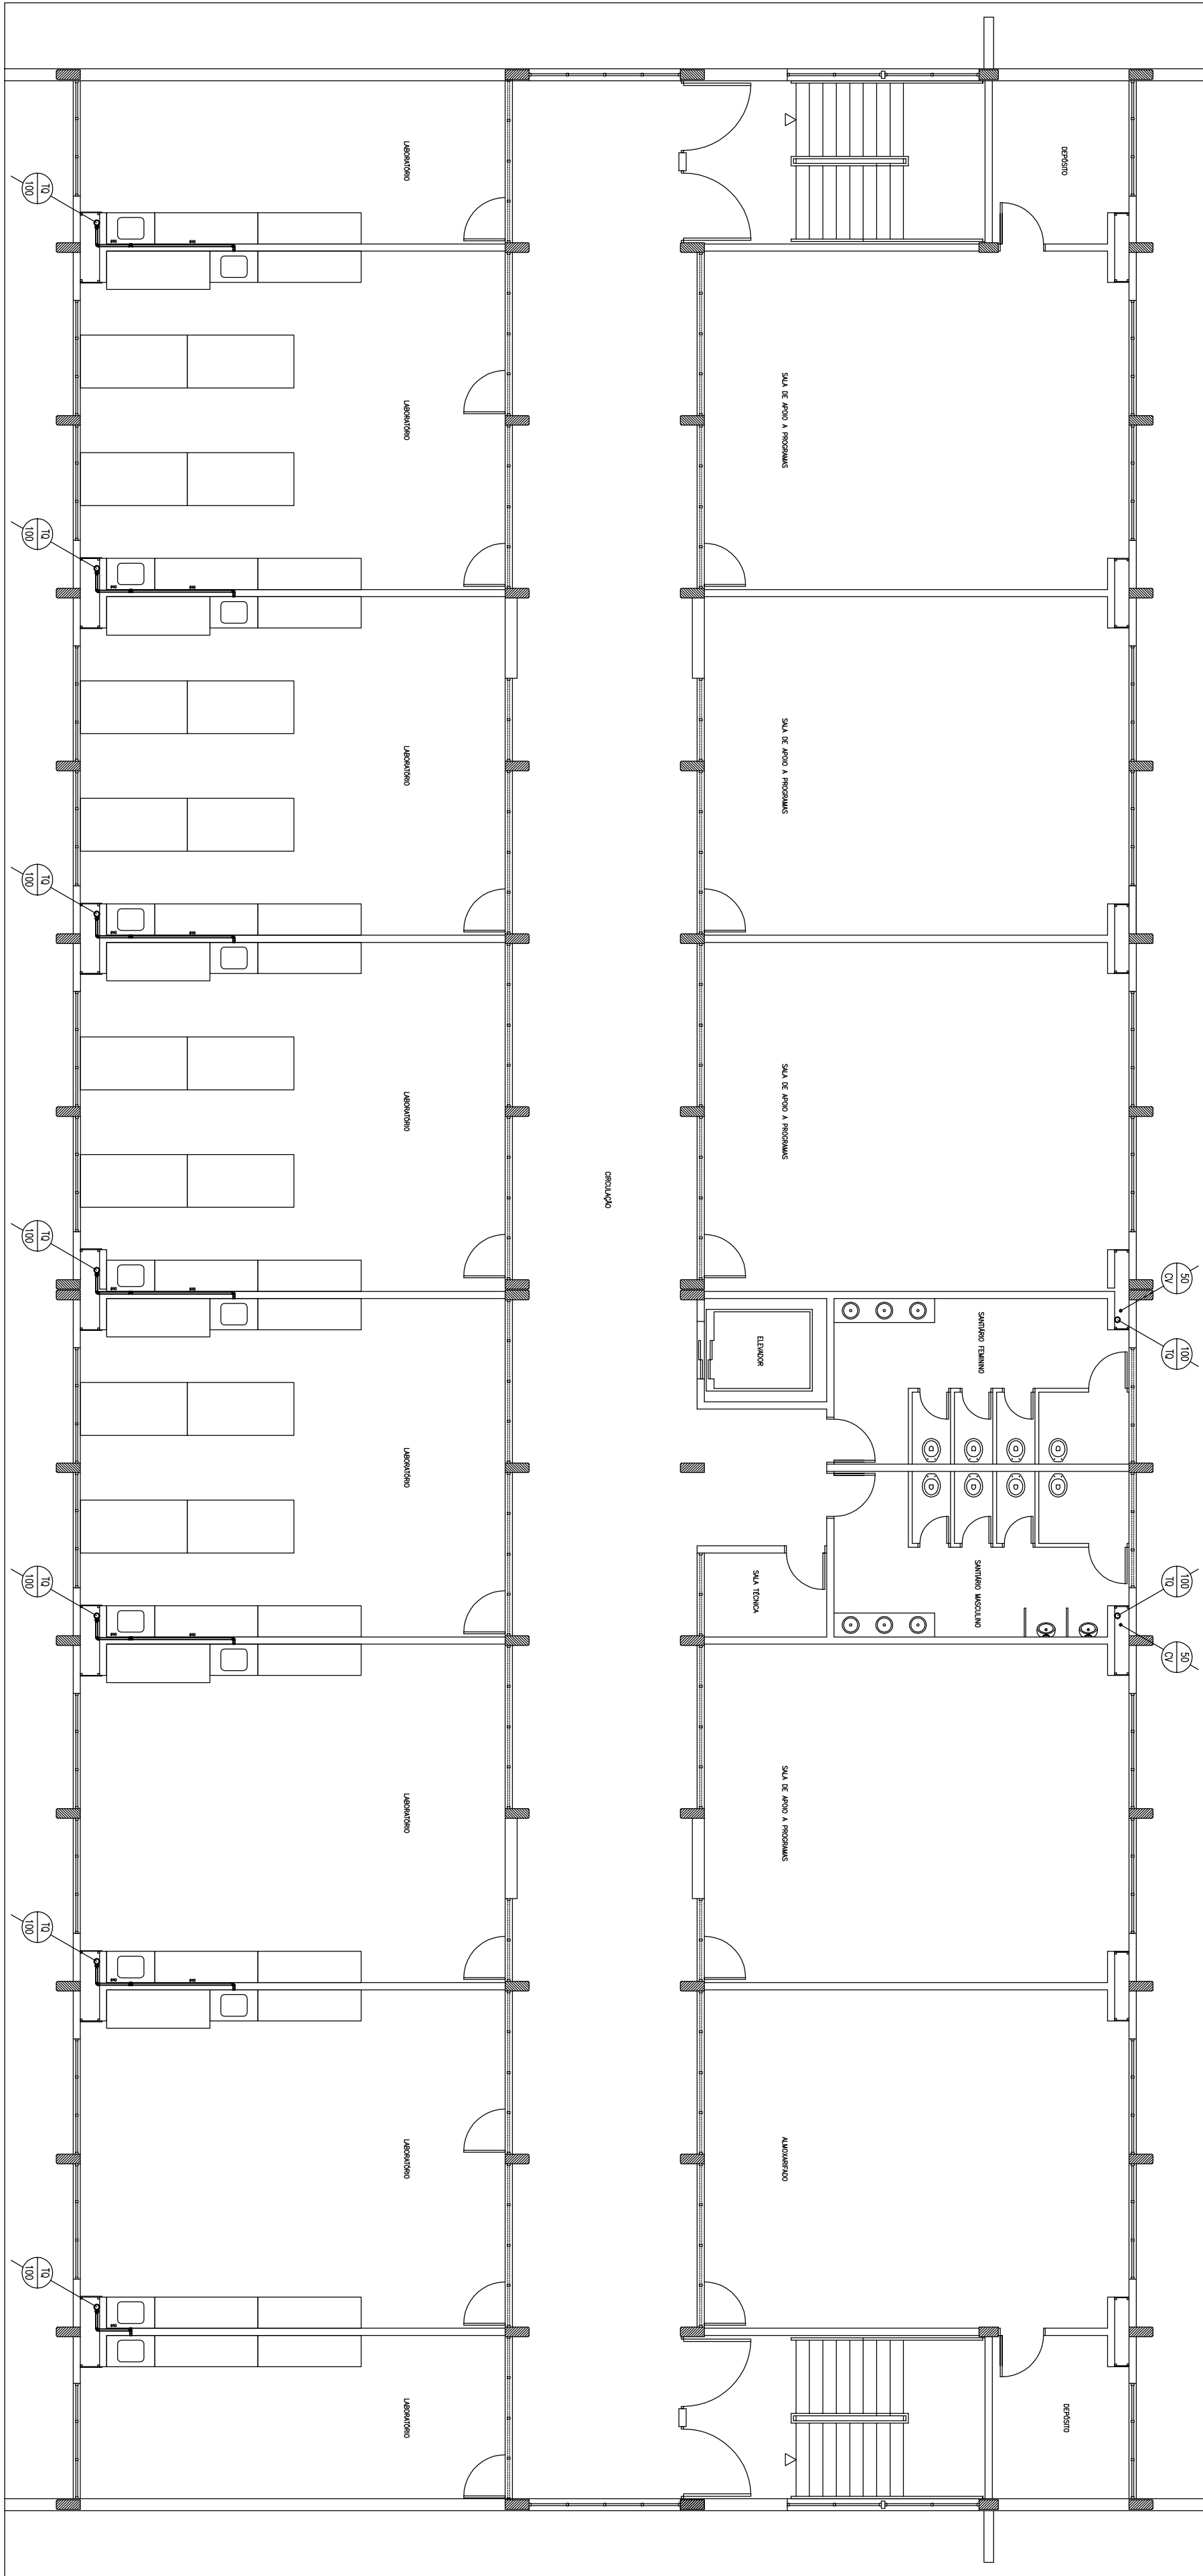 50
CV
100
TQ
100
TQ
50
CV
DEPÓSITO
DEPÓSITO
SANITÁRIO FEMININO
SANITÁRIO MASCULINO
SALA DE APOIO A PROGRAMAS
SALA DE APOIO A PROGRAMAS
SALA DE APOIO A PROGRAMAS
ELEVADOR
SALA TÉCNICA
SALA DE APOIO A PROGRAMAS
ALMOXARIFADO
CIRCULAÇÃO
LABORATÓRIO
LABORATÓRIO
LABORATÓRIO
LABORATÓRIO
LABORATÓRIO
LABORATÓRIO
LABORATÓRIO
LABORATÓRIO
TQ
100
TQ
100
TQ
100
TQ
100
TQ
100
TQ
100
TQ
100